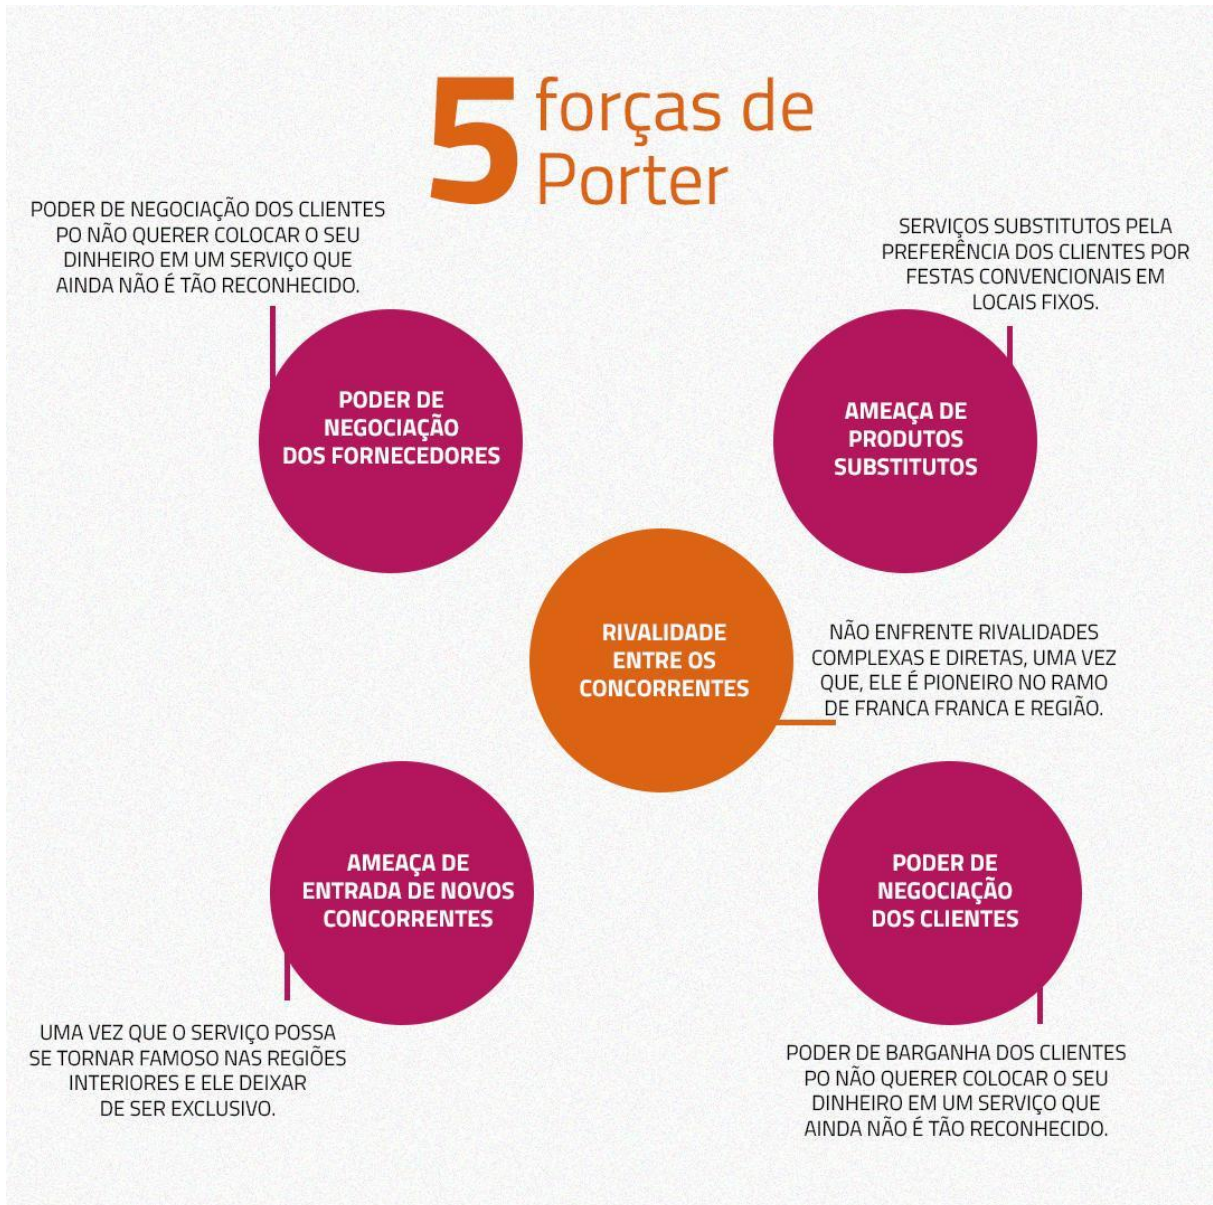 5 forças de
Porter
PODER DE NEGOCIAÇÃO DOS CLIENTES
PO NÃO QUERER COLOCAR O SEU
DINHEIRO EM UM SERVIÇO QUE
AINDA NÃO É TÃO RECONHECIDO.
SERVIÇOS SUBSTITUTOS PELA
PREFERÊNCIA DOS CLIENTES POR
FESTAS CONVENCIONAIS EM
LOCAIS FIXOS.
PODER DE
NEGOCIAÇÃO
DOS FORNECEDORES
AMEAÇA DE
PRODUTOS
SUBSTITUTOS
RIVALIDADE
ENTRE OS
CONCORRENTES
NÃO ENFRENTE RIVALIDADES
COMPLEXAS E DIRETAS, UMA VEZ
QUE, ELE É PIONEIRO NO RAMO
DE FRANCA FRANCA E REGIÃO.
AMEAÇA DE
ENTRADA DE NOVOS
CONCORRENTES
PODER DE
NEGOCIAÇÃO
DOS CLIENTES
UMA VEZ QUE O SERVIÇO POSSA
SE TORNAR FAMOSO NAS REGIÕES
INTERIORES E ELE DEIXAR
DE SER EXCLUSIVO.
PODER DE BARGANHA DOS CLIENTES
PO NÃO QUERER COLOCAR O SEU
DINHEIRO EM UM SERVIÇO QUE
AINDA NÃO É TÃO RECONHECIDO.